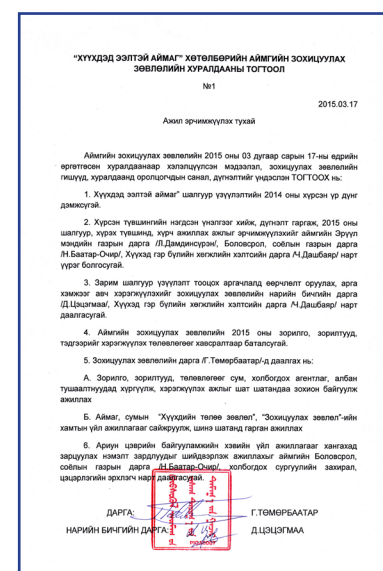 "ХҮҮХДЭД ЭЭЛТЭЙ АЙМАГ" ХӨТӨЛБӨРИЙН АЙМГИЙН ЗОХИЦУУЛАХ
ЗӨВЛӨЛИЙН ХУРАЛДААНЫ ТОГТООЛ
№1
2015.03.17
Ажил эрчимжүүлэх тухай
Аймгийн зохицуулах зөвлөлийн 2015 оны 03 дугаар сарын 17-ны өдрийн
өргөтгөсөн хуралдаанаар хэлэлцүүлсэн мэдээлэл, зохицуулах зөвлөлийн
гишүүд, хуралдаанд оролцогчдын санал, дүгнэлтийг үндэслэн ТОГТООХ нь:
1. Хүүхдэд ээлтэй аймаг" шалгуур үзүүлэлтийн 2014 оны хүрсэн үр дүнг
дэмжсүгэй.
2. Хүрсэн түвшингийн нэгдсэн үнэлгээг хийж, дүгнэлт гаргаж, 2015 оны
шалгуур, хүрэх түвшинд, хүрч ажиллах ажлыг эрчимжүүлэхийг аймгийн Эрүүл
мэндийн газрын дарга /Л.Дамдинсүрэн/, Боловсрол, соёлын газрын дарга
/Н.Баатар-Очир/, Хүүхэд гэр бүлийн хөгжлийн хэлтсийн дарга /Ч.Дашбаяр/ нарт
үүрэг болгосугай.
3. Зарим шалгуур үзүүлэлт тооцох аргачлалд өөрчлөлт оруулах, арга
хэмжээг авч хэрэгжүүлэхийг зохицуулах зөвлөлийн нарийн бичгийн дарга
/Д.Цэцэгмаа/, Хүүхэд гэр бүлийн хөгжлийн хэлтсийн дарга /Ч.Дашбаяр/ нарт
даалгасугай.
4. Аймгийн зохицуулах зөвлөлийн 2015 оны зорилго, зорилтууд,
тэдгээрийг хэрэгжүүлэх төлөвлөгөөг хавсралтаар баталсугай.
5. Зохицуулах зөвлөлийн дарга /Г.Төмөрбаатар/-д даалгах нь:
А. Зорилго, зорилтууд, төлөвлөгөөг сум, холбогдох агентлаг, албан
тушаалтнуудад хүргүүлж, хэрэгжүүлэх ажлыг шат шатандаа зохион байгуулж
ажиллах
Б. Аймаг, сумын "Хүүхдийн төлөө зөвлөл", "Зохицуулах зөвлөл"-ийн
хамтын үйл ажиллагааг сайжруулж, шинэ шатанд гарган ажиллах
6. Ариун цэврийн байгууламжийн хэвийн үйл ажиллагааг хангахад
зарцуулах нэмэлт зардлуудыг шийдвэрлэж ажиллахыг аймгийн Боловсрол,
соёлын газрын дарга /Н.Баатар-Очир/, холбогдох сургуулийн захирал,
цэцэрлэгийн эрхлэгч нарт даалгасугай.
ДАРГА: Г.ТӨМӨРБААТАР
НАРИЙН БИЧГИЙН ДАРГА: Д.ЦЭЦЭГМАА